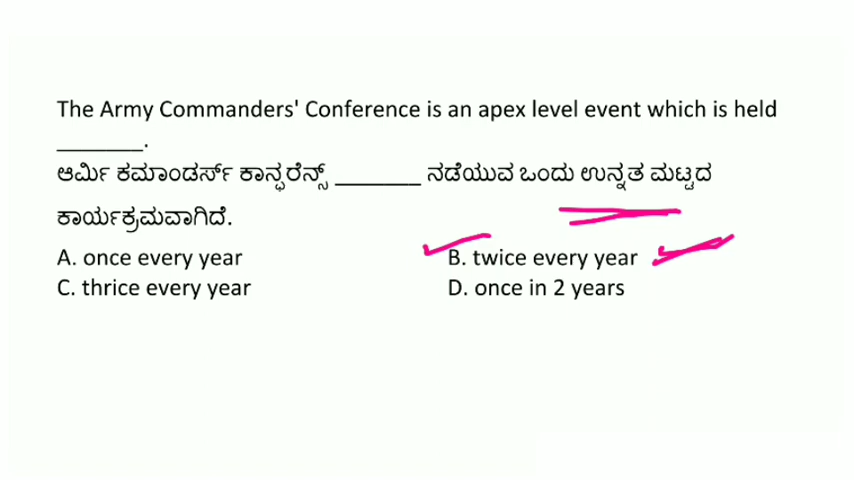 The Army Commanders' Conference is an apex level event which is held
_______.
ಆರ್ಮಿ ಕಮಾಂಡರ್ಸ್ ಕಾನ್ಫರೆನ್ಸ್ _______ ನಡೆಯುವ ಒಂದು ಉನ್ನತ ಮಟ್ಟದ
ಕಾರ್ಯಕ್ರಮವಾಗಿದೆ.
A. once every year B. twice every year
C. thrice every year D. once in 2 years